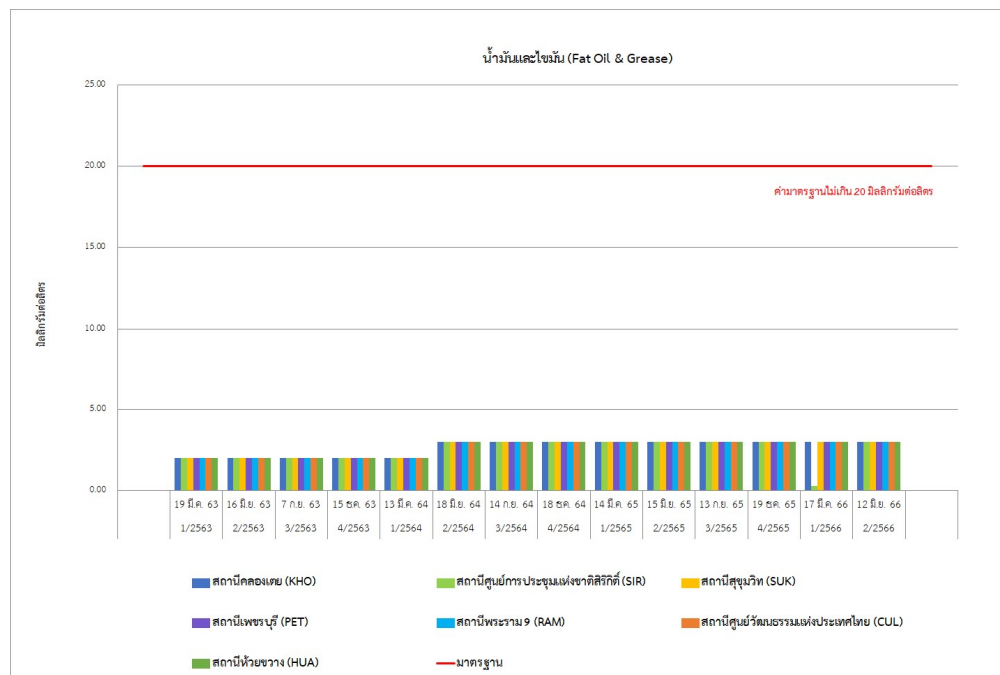 น้ำมันและไขมัน (Fat Oil & Grease)
25.00
20.00
ค่ามาตรฐานไม่เกิน 20 มิลลิกรัมต่อลิตร
15.00
มิลลิกรัมต่อลิตร
10.00
5.00
0.00
19 มี.ค. 63 16 มิ.ย. 63 7 ก.ย. 63 15 ธค. 63 13 มี.ค. 64 18 มิ.ย. 64 14 ก.ย. 64 18 ธค. 64 14 มี.ค. 65 15 มิ.ย. 65 13 ก.ย. 65 19 ธค. 65 17 มี.ค. 66 12 มิ.ย. 66
1/2563 2/2563 3/2563 4/2563 1/2564 2/2564 3/2564 4/2564 1/2565 2/2565 3/2565 4/2565 1/2566 2/2566
สถานีคลองเตย (KHO) สถานีศูนย์การประชุมแห่งชาติสิริกิติ์ (SIR) สถานีสุขุมวิท (SUK)
สถานีเพชรบุรี (PET) สถานีพระราม 9 (RAM) สถานีศูนย์วัฒนธรรมแห่งประเทศไทย (CUL)
สถานีห้วยขวาง (HUA) มาตรฐาน